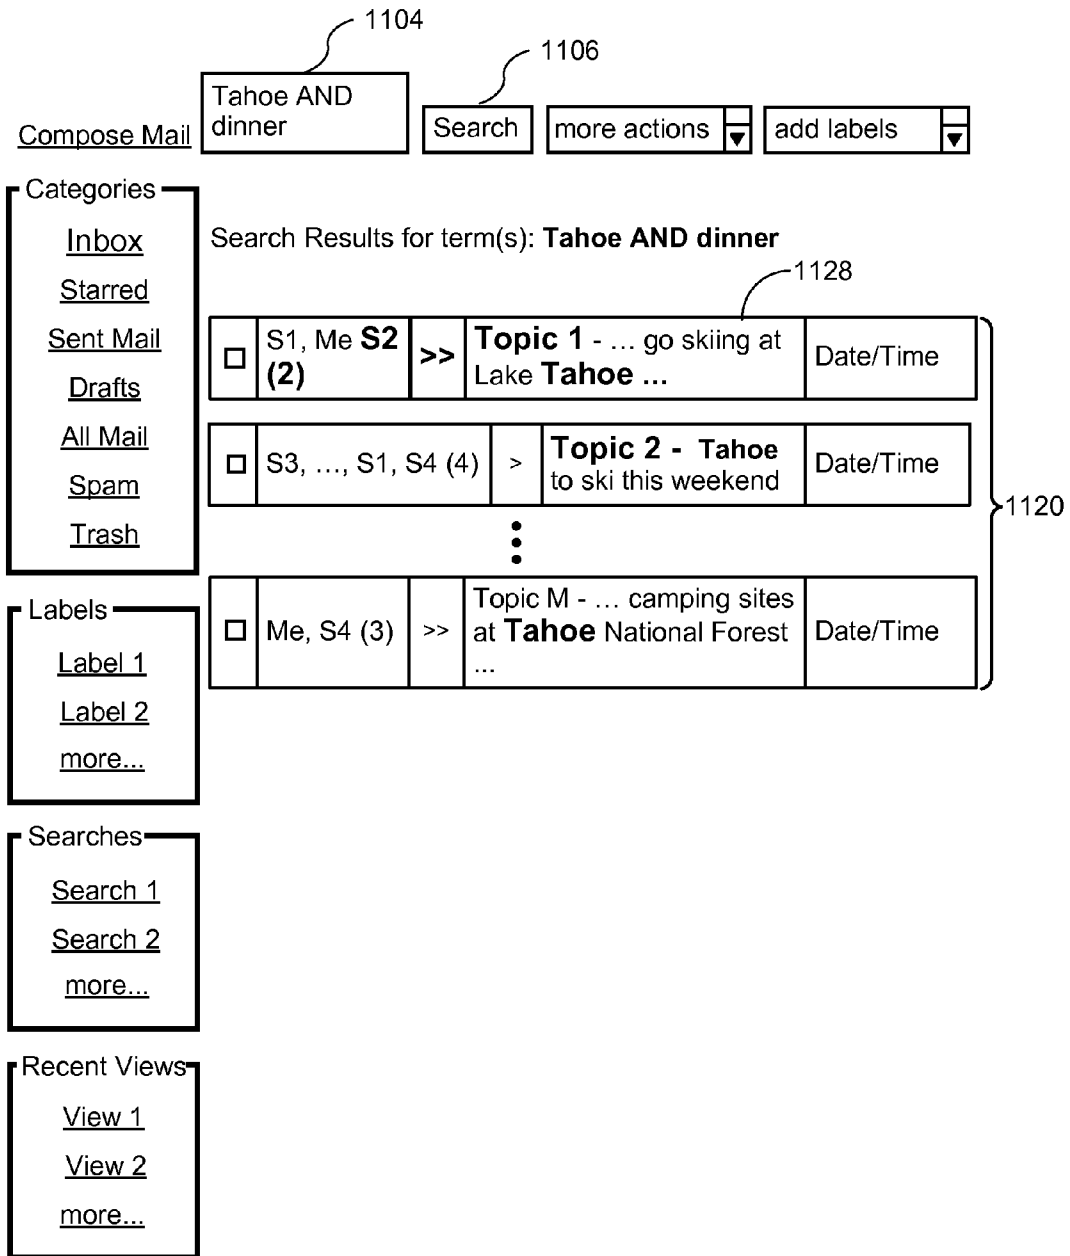 1104
1106
Tahoe AND
dinner
Compose Mail
Search
more actions
add labels
Categories
Inbox
Starred
Sent Mail
Drafts
All Mail
Spam
Trash
Search Results for term(s): Tahoe AND dinner
1128
S1, Me S2
(2)
>>
Topic 1 - ... go skiing at
Lake Tahoe ...
Date/Time
S3, ..., S1, S4 (4)
>
Topic 2 - Tahoe
to ski this weekend
Date/Time
1120
Me, S4 (3)
>>
Topic M - ... camping sites
at Tahoe National Forest
...
Date/Time
Labels
Label 1
Label 2
more...
Searches
Search 1
Search 2
more...
Recent Views
View 1
View 2
more...